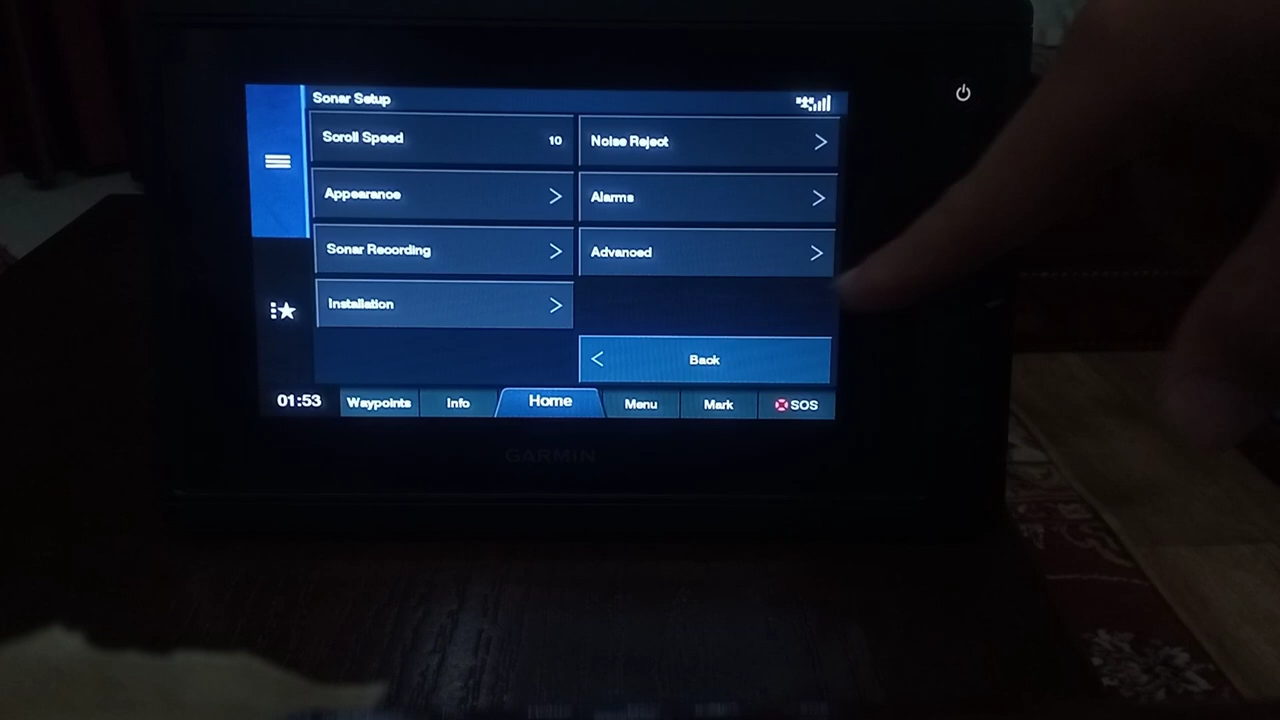 Sonar Setup
Scroll Speed 10
Noise Reject
Appearance
Alarms
Sonar Recording
Advanced
Installation
Back
01:53 Waypoints Info Home Menu Mark SOS
GARMIN